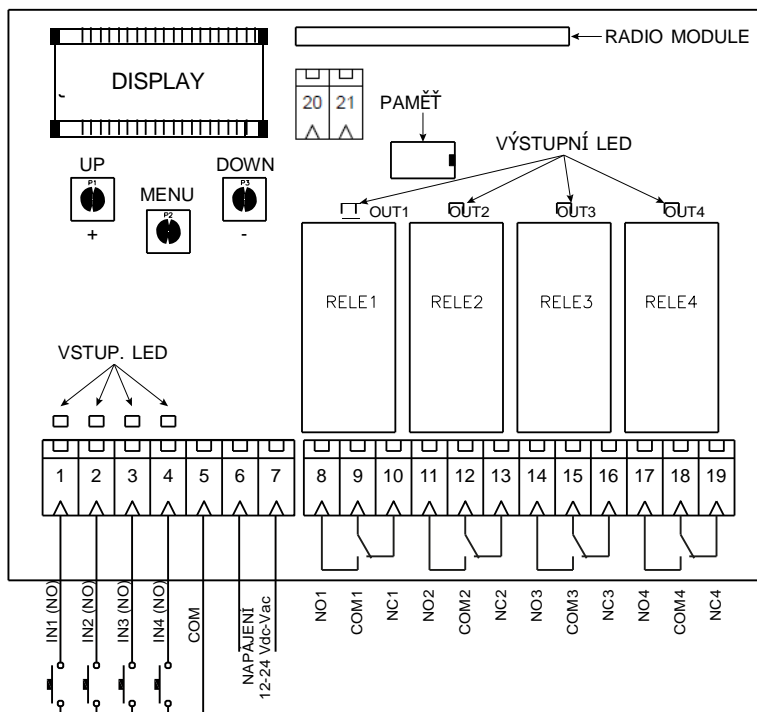 RADIO MODULE
DISPLAY
20 21
PAMĚŤ
VÝSTUPNÍ LED
UP
DOWN
MENU
P1
P3
P2
+
-
OUT1 OUT2 OUT3 OUT4
RELE1 RELE2 RELE3 RELE4
VSTUP. LED
1 2 3 4 5 6 7 8 9 10 11 12 13 14 15 16 17 18 19
IN1 (NO)
IN2 (NO)
IN3 (NO)
IN4 (NO)
COM
NAPÁJENÍ
12-24 Vdc-Vac
NO1
COM1
NC1
NO2
COM2
NC2
NO3
COM3
NC3
NO4
COM4
NC4